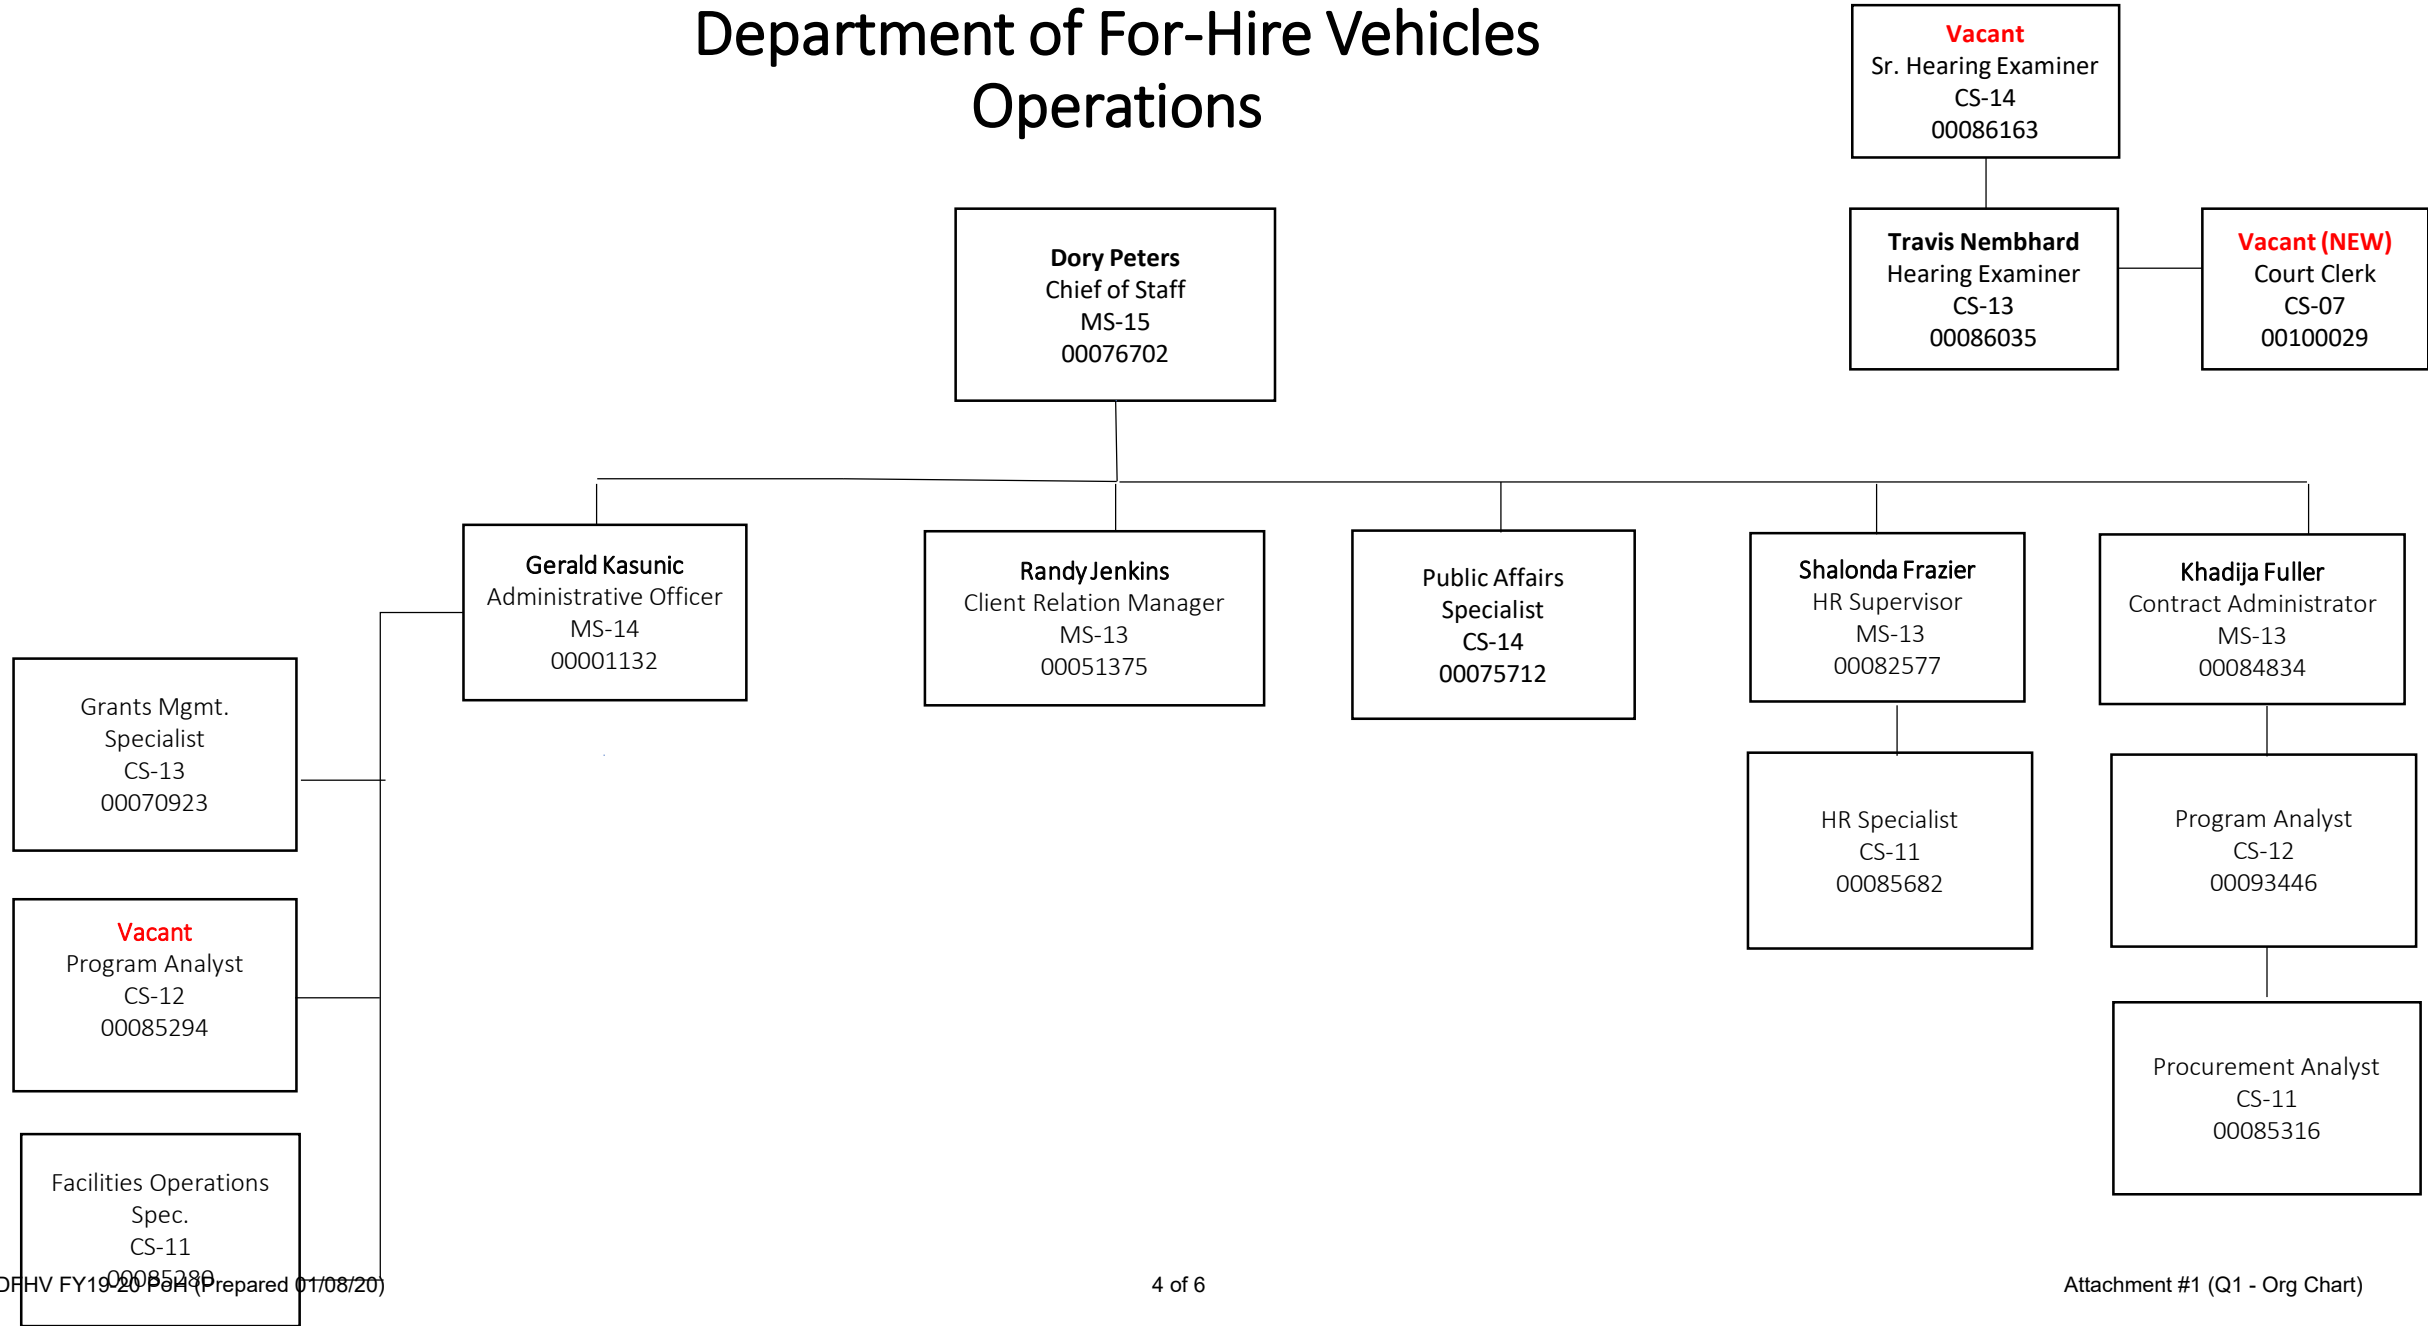 Department of For-Hire Vehicles
Operations
Vacant
Sr. Hearing Examiner
CS-14
00086163
Dory Peters
Chief of Staff
MS-15
00076702
Travis Nembhard
Hearing Examiner
CS-13
00086035
Vacant (NEW)
Court Clerk
CS-07
00100029
Gerald Kasunic
Administrative Officer
MS-14
00001132
Randy Jenkins
Client Relation Manager
MS-13
00051375
Public Affairs
Specialist
CS-14
00075712
Shalonda Frazier
HR Supervisor
MS-13
00082577
Khadija Fuller
Contract Administrator
MS-13
00084834
Grants Mgmt.
Specialist
CS-13
00070923
HR Specialist
CS-11
00085682
Program Analyst
CS-12
00093446
Vacant
Program Analyst
CS-12
00085294
Procurement Analyst
CS-11
00085316
Facilities Operations
Spec.
CS-11
00085280
DFHV FY19-20 PoH (Prepared 01/08/20)
4 of 6
Attachment #1 (Q1 - Org Chart)